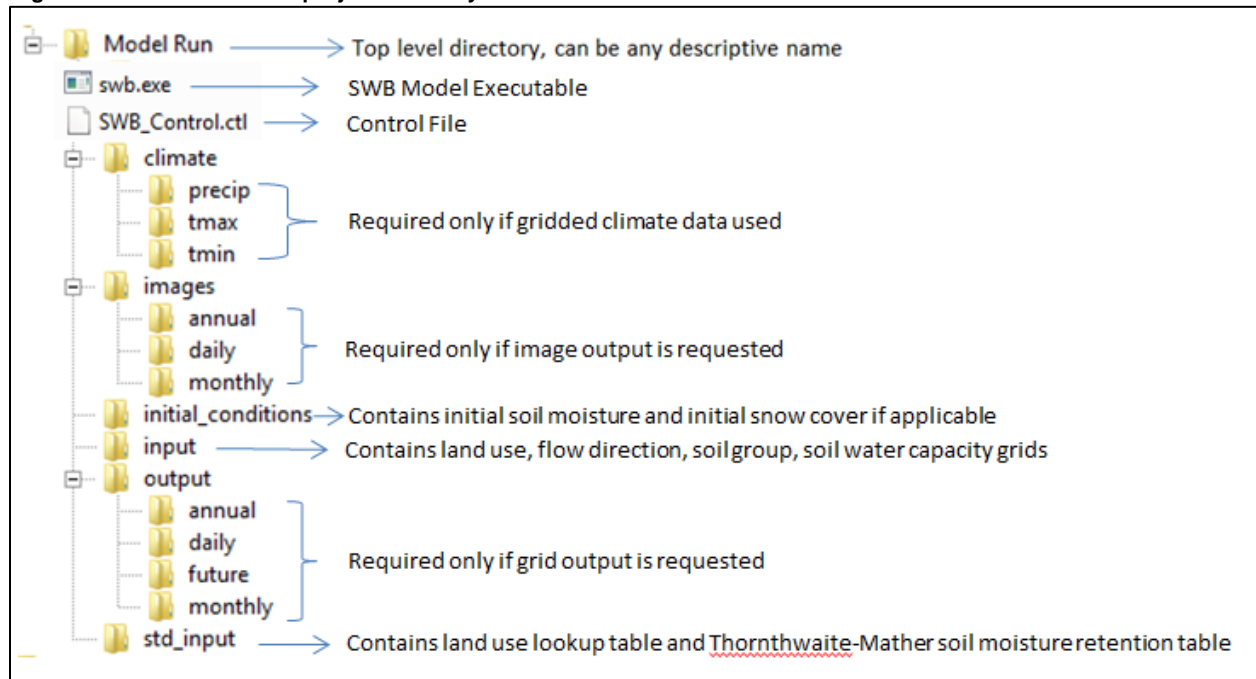 Model Run Top level directory, can be any descriptive name
swb.exe SWB Model Executable
SWB_Control.ctl Control File
climate
precip
tmax Required only if gridded climate data used
tmin
images
annual
daily Required only if image output is requested
monthly
initial_conditions Contains initial soil moisture and initial snow cover if applicable
input Contains land use, flow direction, soil group, soil water capacity grids
output
annual
daily
future Required only if grid output is requested
monthly
std_input Contains land use lookup table and Thornthwaite-Mather soil moisture retention table